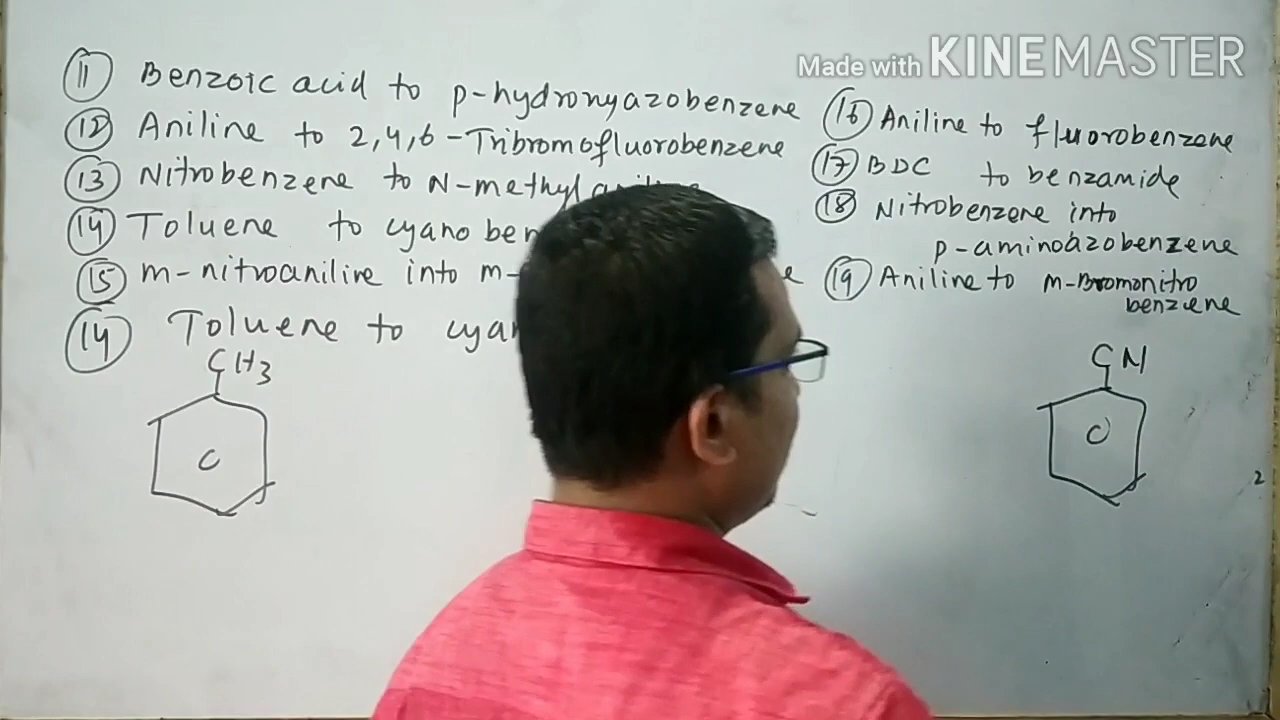 Made with KINEMASTER
11 Benzoic acid to p-hydronyazobenzene
12 Aniline to 2,4,6-Tribromofluorobenzene
13 Nitrobenzene to N-methyl
14 Toluene to cyano ben
15 m-nitroaniline into m-
14 Toluene to cyan
CH3
16 Aniline to fluorobenzene
17 BDC to benzamide
18 Nitrobenzene into
p-aminoazobenzene
19 Aniline to m-Bromonitro
benzene
CN